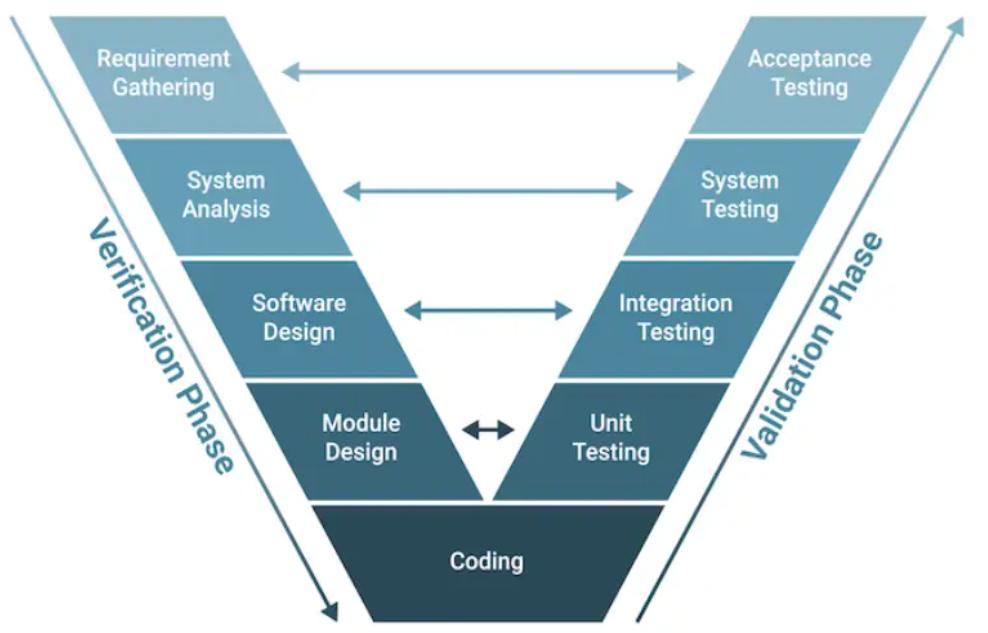 Requirement
Gathering
Acceptance
Testing
System
Analysis
System
Testing
Software
Design
Integration
Testing
Module
Design
Unit
Testing
Coding
Verification Phase
Validation Phase